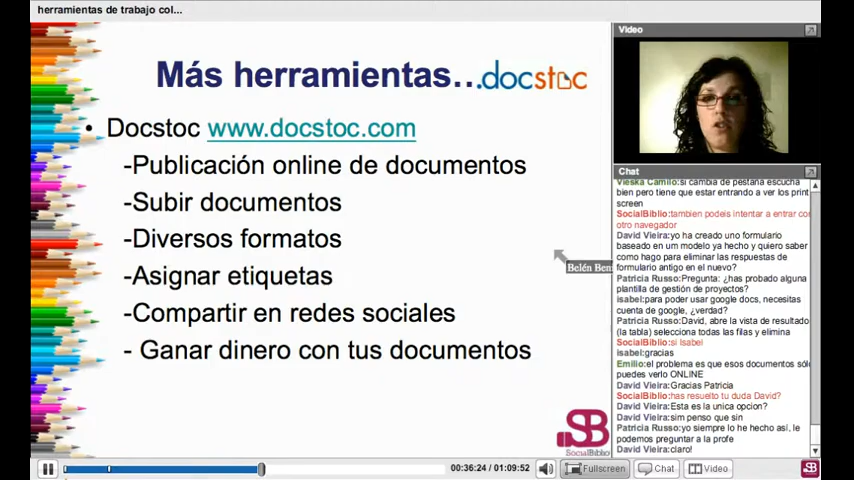 herramientas de trabajo col...
Más herramientas...docstoc
• Docstoc www.docstoc.com
-Publicación online de documentos
-Subir documentos
-Diversos formatos
-Asignar etiquetas
-Compartir en redes sociales
- Ganar dinero con tus documentos
Belén
SB
SocialBiblio
Video
Chat
Vieska Camilo:si cambia de pestaña escucha
bien pero tiene que estar entrando a ver los print
screen
SocialBiblio:tambien podeis intentar a entrar con
otro navegador
David Vieira:yo ha creado uno formulario
baseado en um modelo ya hecho y quiero saber
como hago para eliminar las respuestas de
formulario antigo en el nuevo?
Patricia Russo:Pregunta: ¿has probado alguna
plantilla de gestión de proyectos?
isabel:para poder usar google docs, necesitas
cuenta de google, ¿verdad?
Patricia Russo:David, abre la vista de resultado
(la tabla) selecciona todas las filas y elimina
SocialBiblio:si Isabel
isabel:gracias
Emilio:el problema es que esos documentos sólo
puedes verlo ONLINE
David Vieira:Gracias Patricia
SocialBiblio:has resuelto tu duda David?
David Vieira:Esta es la unica opcion?
David Vieira:sim penso que sin
Patricia Russo:yo siempre lo he hecho así, le
podemos preguntar a la profe
David Vieira:claro!
00:36:24 / 01:09:52
Fullscreen
Chat
Video
SB